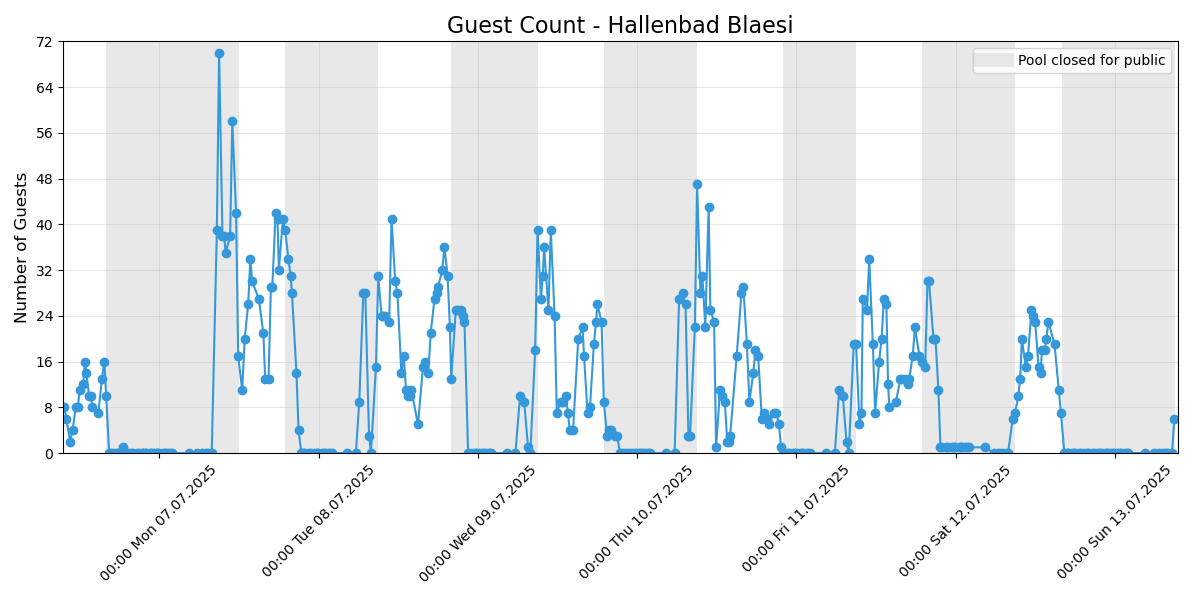 Guest Count - Hallenbad Blaesi
Pool closed for public
Number of Guests
72
64
56
48
40
32
24
16
8
0
00:00 Mon 07.07.2025
00:00 Tue 08.07.2025
00:00 Wed 09.07.2025
00:00 Thu 10.07.2025
00:00 Fri 11.07.2025
00:00 Sat 12.07.2025
00:00 Sun 13.07.2025